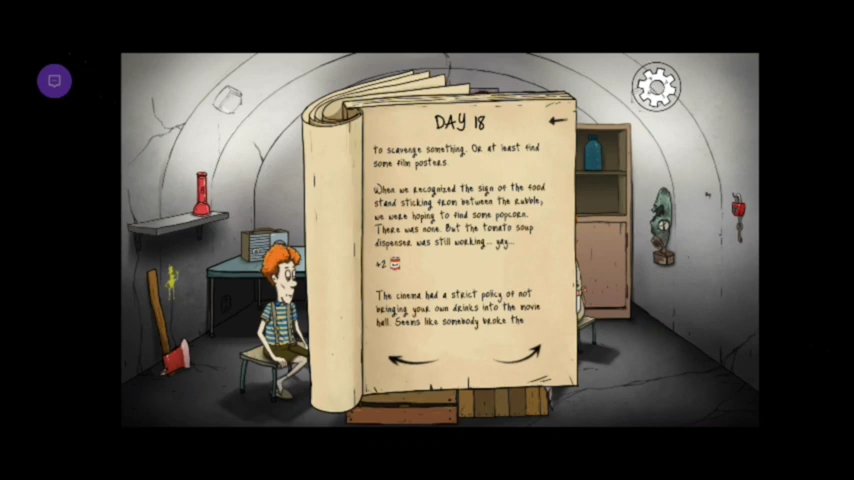 DAY 18
to scavenge something. Or at least find
some film posters.
When we recognized the sign of the food
stand sticking from between the rubble,
we were hoping to find some popcorn.
There was none. But the tomato soup
dispenser was still working... yay...
+2
The cinema had a strict policy of not
bringing your own drinks into the movie
hall. Seems like somebody broke the